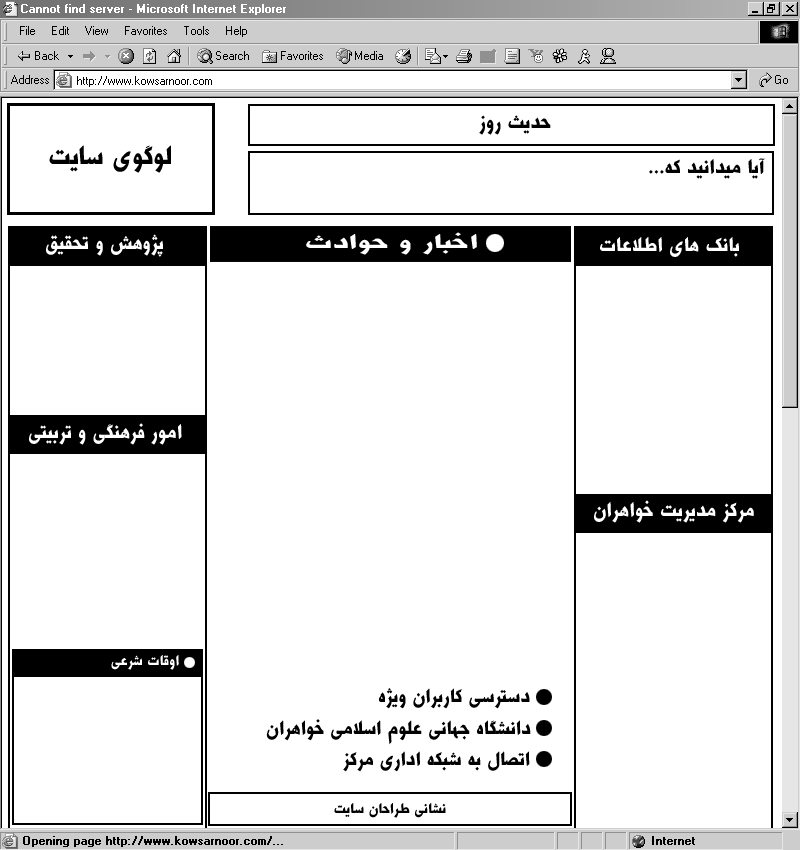 Cannot find server - Microsoft Internet Explorer
File Edit View Favorites Tools Help
Back Search Favorites Media
Address http://www.kowsarnoor.com Go
حدیث روز
لوگوی سایت
آیا میدانید که...
بانک های اطلاعات
اخبار و حوادث
پژوهش و تحقیق
امور فرهنگی و تربیتی
مرکز مدیریت خواهران
اوقات شرعی
دسترسی کاربران ویژه
دانشگاه جهانی علوم اسلامی خواهران
اتصال به شبکه اداری مرکز
نشانی طراحان سایت
Opening page http://www.kowsarnoor.com/... Internet